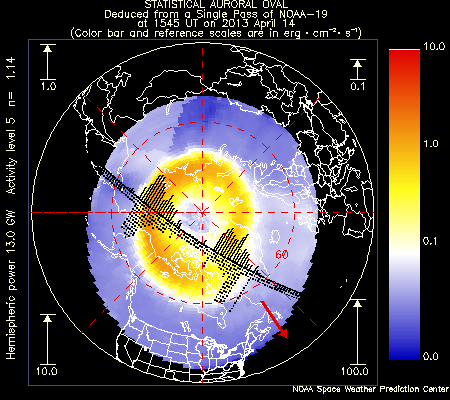 STATISTICAL AURORAL OVAL
Deduced from a Single Pass of NOAA-19
at 1545 UT on 2013 April 14
(Color bar and reference scales are in erg · cm⁻² · s⁻¹)
Hemispheric power 13.0 GW Activity level 5 n= 1.14
1.0
0.1
10.0
100.0
60
10.0
1.0
0.1
0.0
NOAA Space Weather Prediction Center